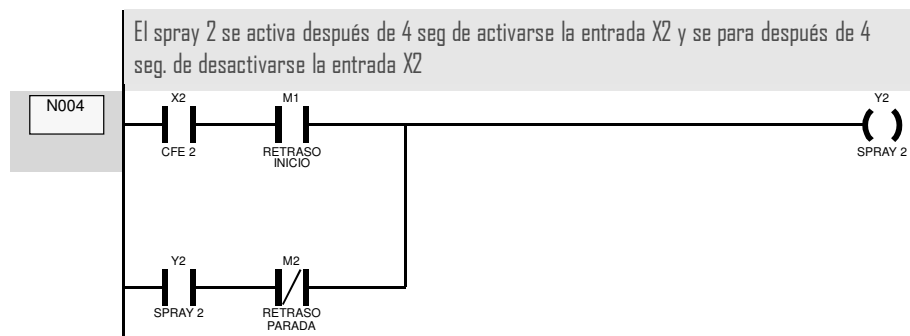 El spray 2 se activa después de 4 seg de activarse la entrada X2 y se para después de 4
seg. de desactivarse la entrada X2
N004
X2
M1
Y2
CFE 2
RETRASO
INICIO
SPRAY 2
Y2
M2
SPRAY 2
RETRASO
PARADA